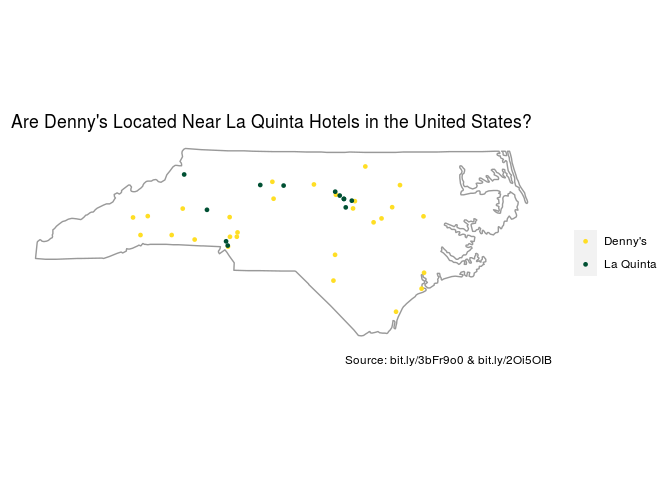 Are Denny's Located Near La Quinta Hotels in the United States?
Denny's
La Quinta
Source: bit.ly/3bFr9o0 & bit.ly/2Oi5OIB